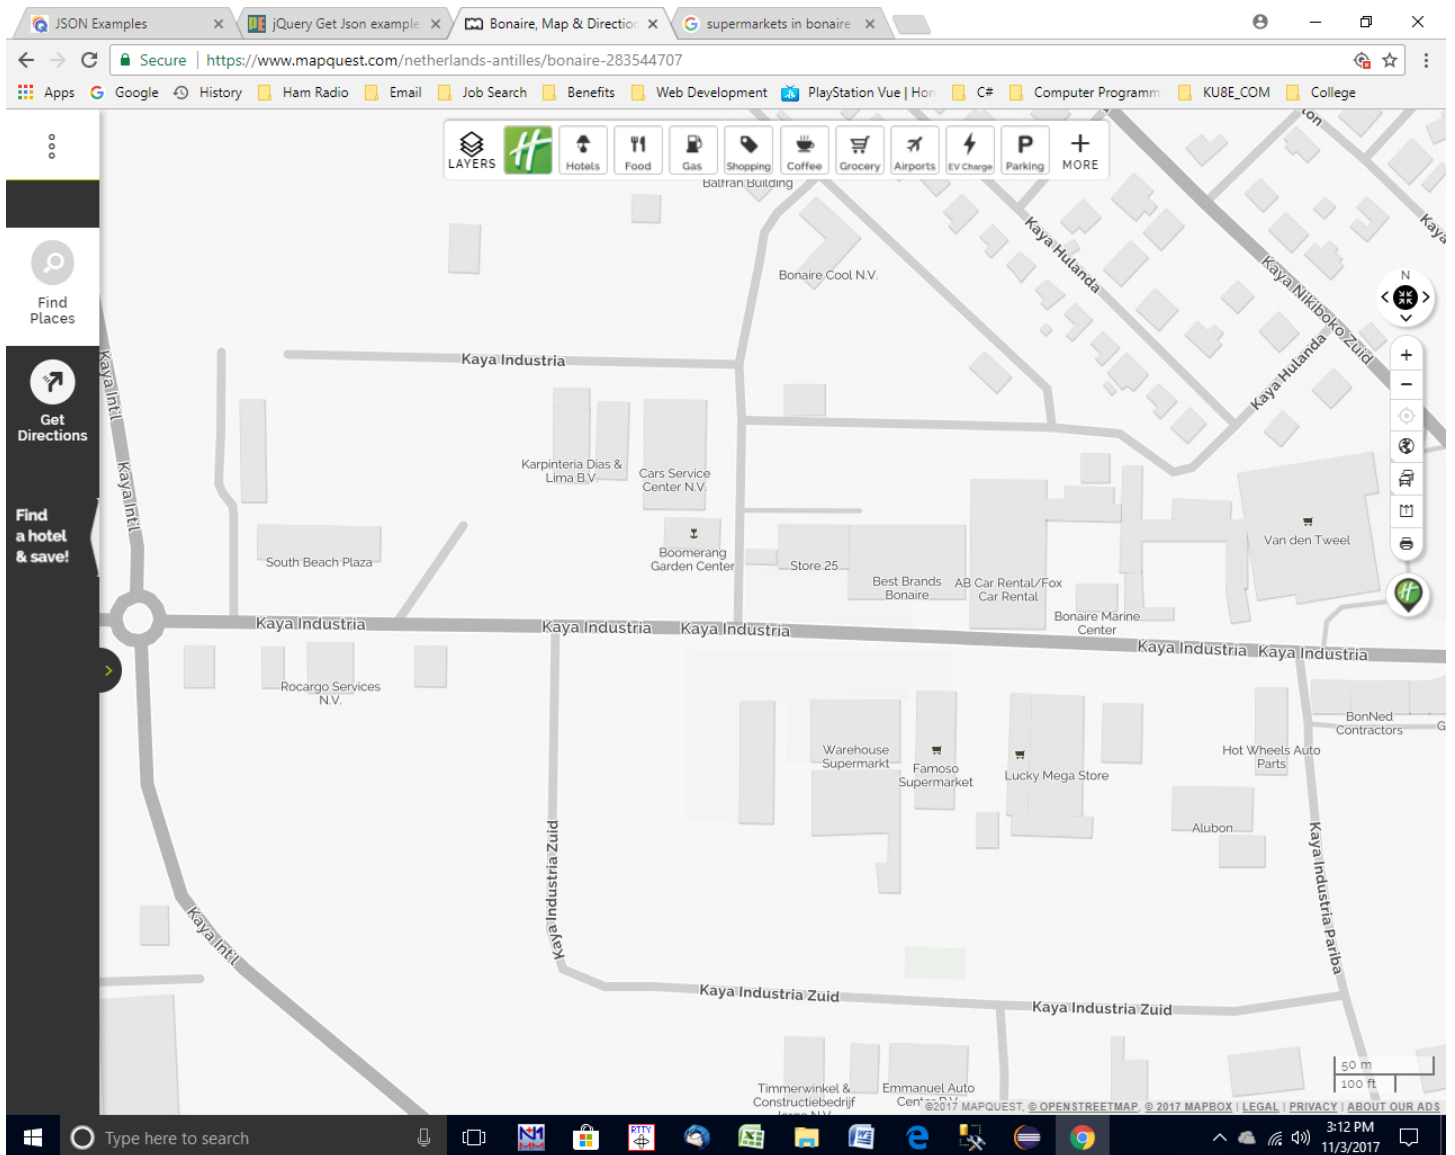 JSON Examples
jQuery Get Json example
Bonaire, Map & Direction
supermarkets in bonaire
Secure
https://www.mapquest.com/netherlands-antilles/bonaire-283544707
Apps
Google
History
Ham Radio
Email
Job Search
Benefits
Web Development
PlayStation Vue | Hom
C#
Computer Programm
KU8E_COM
College
LAYERS
Hotels
Food
Gas
Shopping
Coffee
Grocery
Airports
EV Charge
Parking
MORE
Find
Places
Get
Directions
Find
a hotel
& save!
Balfran Building
Bonaire Cool N.V.
Kaya Hulanda
Kaya Nikiboko Zuid
Kaya
N
Kaya Hulanda
Kaya Industria
Kaya Int'l
Kaya Int'l
Karpinteria Dias &
Lima B.V.
Cars Service
Center N.V.
Boomerang
Garden Center
South Beach Plaza
Store 25
Best Brands
Bonaire
AB Car Rental/Fox
Car Rental
Bonaire Marine
Center
Van den Tweel
Kaya Industria
Kaya Industria
Kaya Industria
Kaya Industria
Kaya Industria
Rocargo Services
N.V.
Warehouse
Supermarkt
Famoso
Supermarket
Lucky Mega Store
Hot Wheels Auto
Parts
BonNed
Contractors
G
Alubon
Kaya Industria Zuid
Kaya Industria Pariba
Kaya Int'l
Kaya Industria Zuid
Kaya Industria Zuid
Timmerwinkel &
Constructiebedrijf
Emmanuel Auto
Center B.V.
50 m
100 ft
©2017 MAPQUEST, © OPENSTREETMAP, © 2017 MAPBOX | LEGAL | PRIVACY | ABOUT OUR ADS
Type here to search
N1
RTTY
3:12 PM
11/3/2017